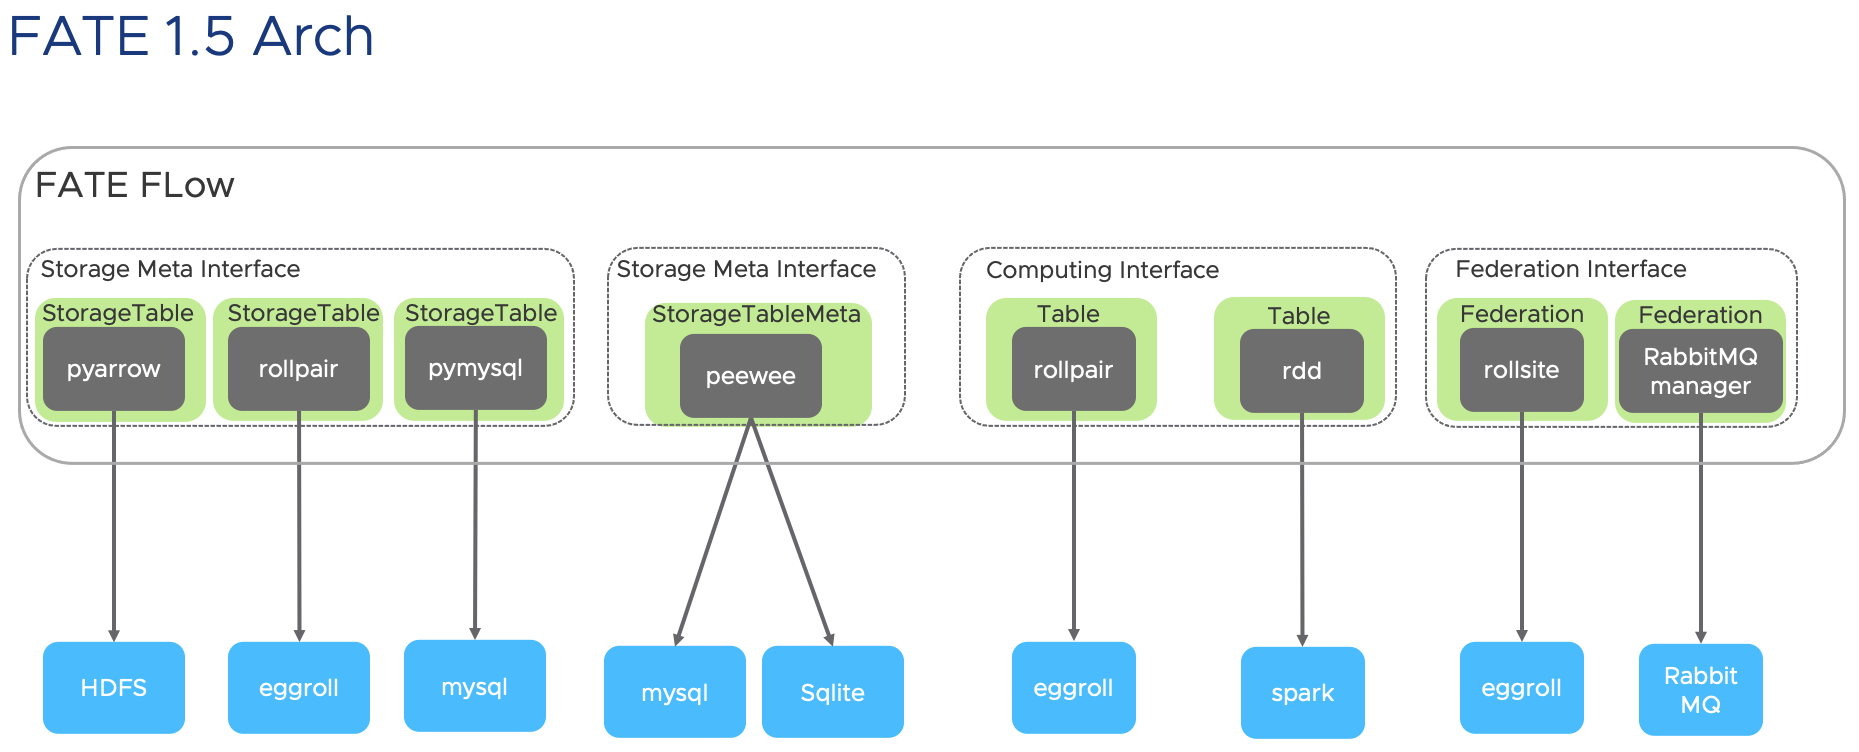 FATE 1.5 Arch
FATE FLow
Storage Meta Interface
StorageTable
pyarrow
StorageTable
rollpair
StorageTable
pymysql
Storage Meta Interface
StorageTableMeta
peewee
Computing Interface
Table
rollpair
Table
rdd
Federation Interface
Federation
rollsite
Federation
RabbitMQ
manager
HDFS
eggroll
mysql
mysql
Sqlite
eggroll
spark
eggroll
Rabbit
MQ